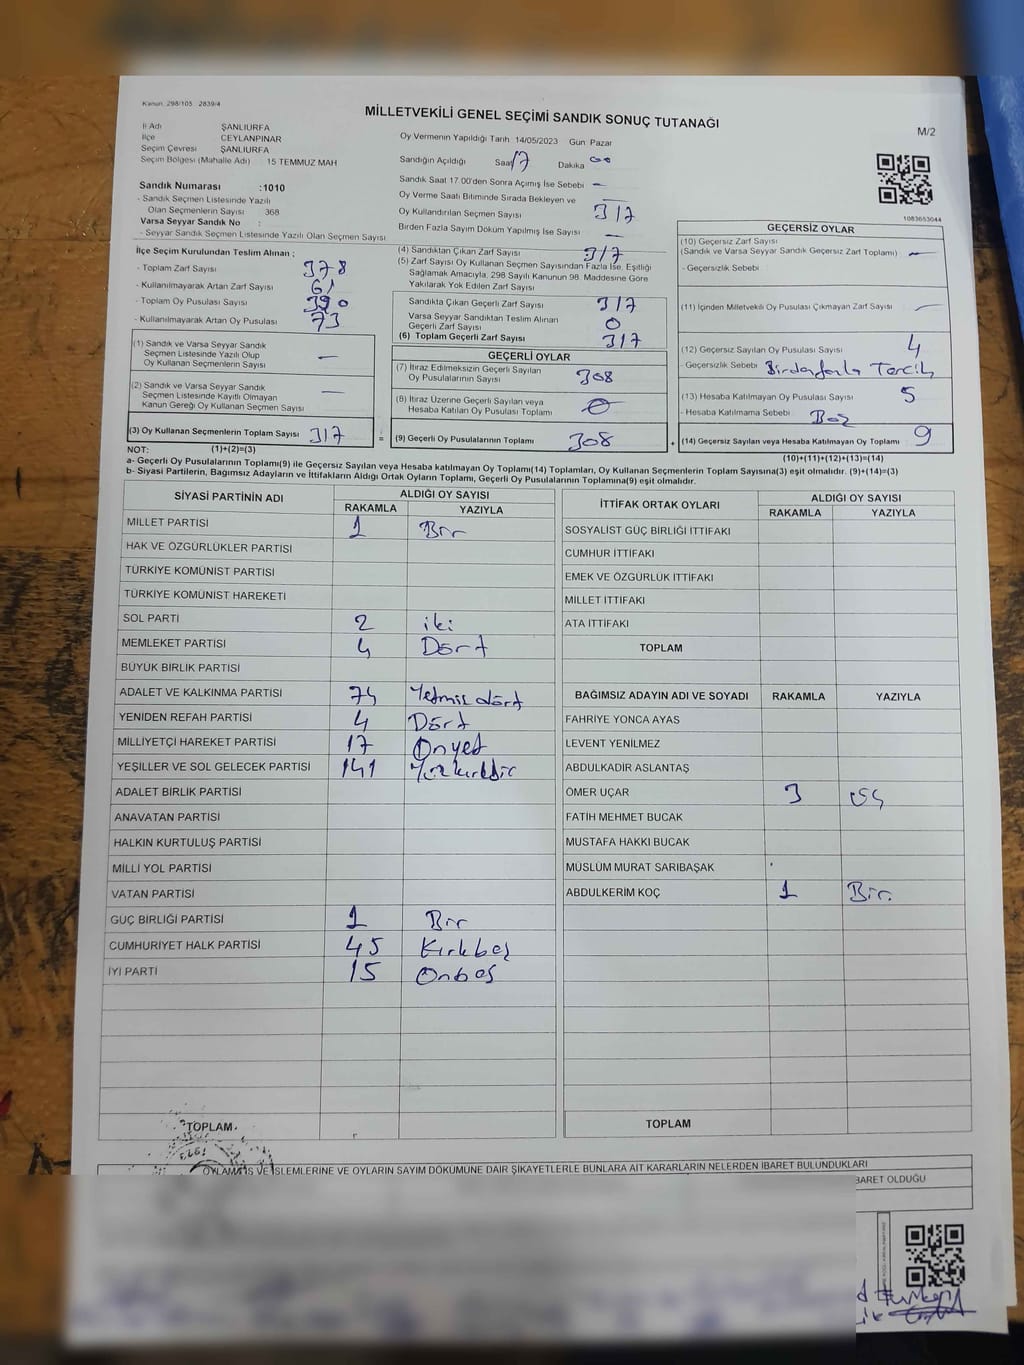 Kanun: 298/105 2839/4
MİLLETVEKİLİ GENEL SEÇİMİ SANDIK SONUÇ TUTANAĞI
M/2
İl Adı ŞANLIURFA
İlçe CEYLANPINAR
Seçim Çevresi ŞANLIURFA
Seçim Bölgesi (Mahalle Adı) 15 TEMMUZ MAH
Sandık Numarası :1010
- Sandık Seçmen Listesinde Yazılı
Olan Seçmenlerin Sayısı 368
Varsa Seyyar Sandık No :
- Seyyar Sandık Seçmen Listesinde Yazılı Olan Seçmen Sayısı
Oy Vermenin Yapıldığı Tarih 14/05/2023 Gün Pazar
Sandığın Açıldığı Saat 17 Dakika 00
Sandık Saat 17.00'den Sonra Açımış İse Sebebi —
Oy Verme Saati Bitiminde Sırada Bekleyen ve
Oy Kullandırılan Seçmen Sayısı 317
Birden Fazla Sayım Döküm Yapılmış İse Sayısı —
1083653044
İlçe Seçim Kurulundan Teslim Alınan ;
- Toplam Zarf Sayısı 378
- Kullanılmayarak Artan Zarf Sayısı 61
- Toplam Oy Pusulası Sayısı 390
- Kullanılmayarak Artan Oy Pusulası 73
(1) Sandık ve Varsa Seyyar Sandık
Seçmen Listesinde Yazılı Olup
Oy Kullanan Seçmenlerin Sayısı —
(2) Sandık ve Varsa Seyyar Sandık
Seçmen Listesinde Kayıtlı Olmayan
Kanun Gereği Oy Kullanan Seçmen Sayısı —
(3) Oy Kullanan Seçmenlerin Toplam Sayısı 317
(4) Sandıktan Çıkan Zarf Sayısı 317
(5) Zarf Sayısı Oy Kullanan Seçmen Sayısından Fazla İse, Eşitliği
Sağlamak Amacıyla, 298 Sayılı Kanunun 98. Maddesine Göre
Yakılarak Yok Edilen Zarf Sayısı
Sandıkta Çıkan Geçerli Zarf Sayısı 317
Varsa Seyyar Sandıktan Teslim Alınan
Geçerli Zarf Sayısı 0
(6) Toplam Geçerli Zarf Sayısı 317
GEÇERLİ OYLAR
(7) İtiraz Edilmeksizin Geçerli Sayılan
Oy Pusulalarının Sayısı 308
(8) İtiraz Üzerine Geçerli Sayılan veya
Hesaba Katılan Oy Pusulası Toplamı 0
= (9) Geçerli Oy Pusulalarının Toplamı 308
GEÇERSİZ OYLAR
(10) Geçersiz Zarf Sayısı
(Sandık ve Varsa Seyyar Sandık Geçersiz Zarf Toplamı) —
- Geçersizlik Sebebi
(11) İçinden Milletvekili Oy Pusulası Çıkmayan Zarf Sayısı —
(12) Geçersiz Sayılan Oy Pusulası Sayısı 4
- Geçersizlik Sebebi Birdenfazla Tercih
(13) Hesaba Katılmayan Oy Pusulası Sayısı 5
- Hesaba Katılmama Sebebi Boş
+ (14) Geçersiz Sayılan veya Hesaba Katılmayan Oy Toplamı 9
NOT: (1)+(2)=(3)
(10)+(11)+(12)+(13)=(14)
a- Geçerli Oy Pusulalarının Toplamı(9) ile Geçersiz Sayılan veya Hesaba katılmayan Oy Toplamı(14) Toplamları, Oy Kullanan Seçmenlerin Toplam Sayısına(3) eşit olmalıdır. (9)+(14)=(3)
b- Siyasi Partilerin, Bağımsız Adayların ve İttifakların Aldığı Ortak Oyların Toplamı, Geçerli Oy Pusulalarının Toplamına(9) eşit olmalıdır.
SİYASİ PARTİNİN ADI ALDIĞI OY SAYISI
RAKAMLA YAZIYLA
MİLLET PARTİSİ 1 Bir
HAK VE ÖZGÜRLÜKLER PARTİSİ
TÜRKİYE KOMÜNİST PARTİSİ
TÜRKİYE KOMÜNİST HAREKETİ
SOL PARTİ 2 iki
MEMLEKET PARTİSİ 4 Dört
BÜYÜK BİRLİK PARTİSİ
ADALET VE KALKINMA PARTİSİ 74 Yetmiş dört
YENİDEN REFAH PARTİSİ 4 Dört
MİLLİYETÇİ HAREKET PARTİSİ 17 Onyedi
YEŞİLLER VE SOL GELECEK PARTİSİ 141 Yüzkırkbir
ADALET BİRLİK PARTİSİ
ANAVATAN PARTİSİ
HALKIN KURTULUŞ PARTİSİ
MİLLİ YOL PARTİSİ
VATAN PARTİSİ
GÜÇ BİRLİĞİ PARTİSİ 1 Bir
CUMHURİYET HALK PARTİSİ 45 Kırkbeş
İYİ PARTİ 15 Onbeş
TOPLAM
İTTİFAK ORTAK OYLARI ALDIĞI OY SAYISI
RAKAMLA YAZIYLA
SOSYALİST GÜÇ BİRLİĞİ İTTİFAKI
CUMHUR İTTİFAKI
EMEK VE ÖZGÜRLÜK İTTİFAKI
MİLLET İTTİFAKI
ATA İTTİFAKI
TOPLAM
BAĞIMSIZ ADAYIN ADI VE SOYADI RAKAMLA YAZIYLA
FAHRİYE YONCA AYAS
LEVENT YENİLMEZ
ABDULKADİR ASLANTAŞ
ÖMER UÇAR 3 üç
FATİH MEHMET BUCAK
MUSTAFA HAKKI BUCAK
MÜSLÜM MURAT SARIBAŞAK
ABDULKERİM KOÇ 1 Bir.
TOPLAM
OYLAMA İŞ VE İŞLEMLERİNE VE OYLARIN SAYIM DÖKÜMÜNE DAİR ŞİKAYETLERLE BUNLARA AİT KARARLARIN NELERDEN İBARET BULUNDUKLARI
BARET OLDUĞU